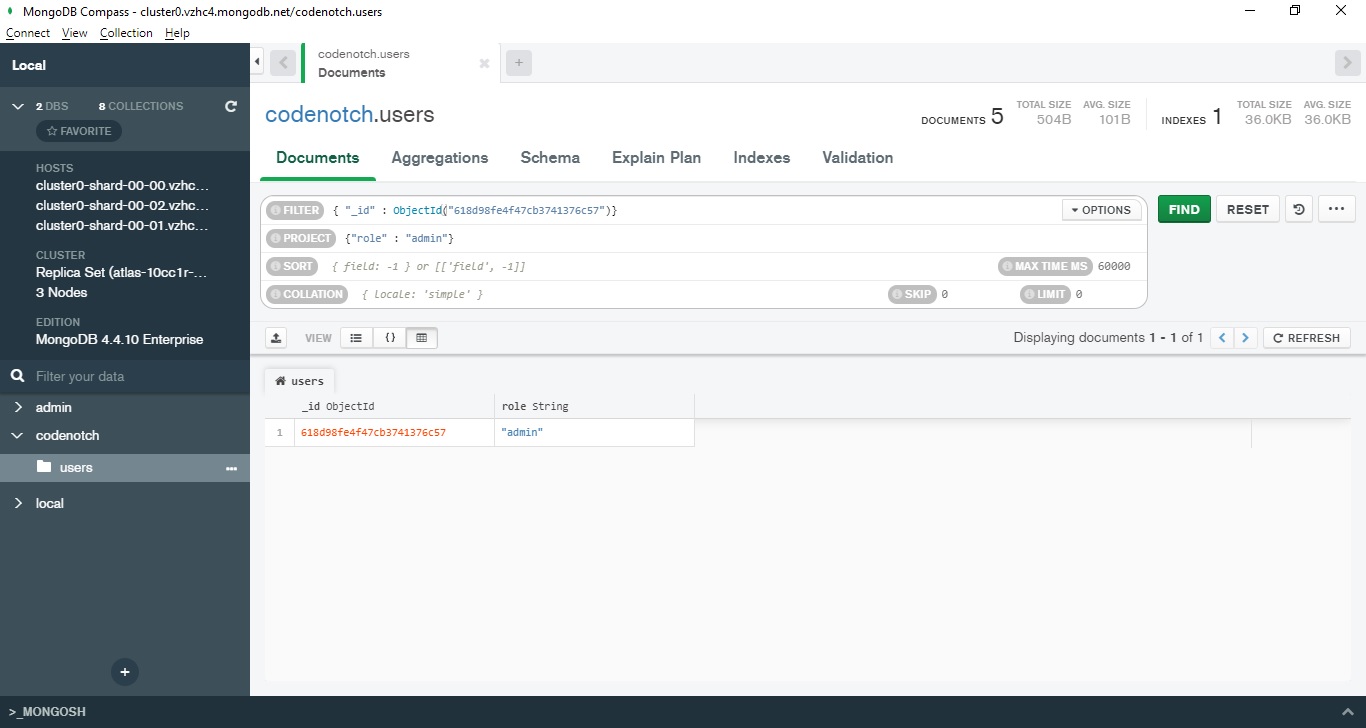 MongoDB Compass - cluster0.vzhc4.mongodb.net/codenotch.users
Connect View Collection Help
Local
2 DBS 8 COLLECTIONS
FAVORITE
HOSTS
cluster0-shard-00-00.vzhc...
cluster0-shard-00-02.vzhc...
cluster0-shard-00-01.vzhc...
CLUSTER
Replica Set (atlas-10cc1r-...
3 Nodes
EDITION
MongoDB 4.4.10 Enterprise
Filter your data
admin
codenotch
users
local
codenotch.users
Documents
codenotch.users
DOCUMENTS 5 TOTAL SIZE 504B AVG. SIZE 101B INDEXES 1 TOTAL SIZE 36.0KB AVG. SIZE 36.0KB
Documents Aggregations Schema Explain Plan Indexes Validation
FILTER { "_id" : ObjectId("618d98fe4f47cb3741376c57")} OPTIONS FIND RESET
PROJECT {"role" : "admin"}
SORT { field: -1 } or [['field', -1]] MAX TIME MS 60000
COLLATION { locale: 'simple' } SKIP 0 LIMIT 0
VIEW {} Displaying documents 1 - 1 of 1 REFRESH
users
_id ObjectId role String
1 618d98fe4f47cb3741376c57 "admin"
>_MONGOSH